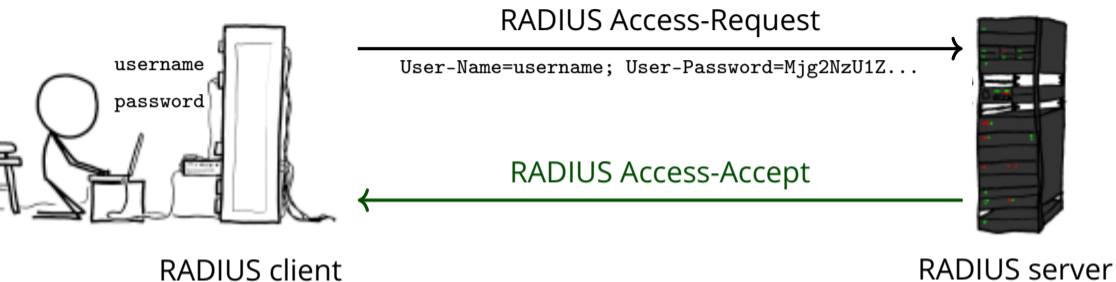 RADIUS Access-Request
username
User-Name=username; User-Password=Mjg2NzU1Z...
password
RADIUS Access-Accept
RADIUS client
RADIUS server